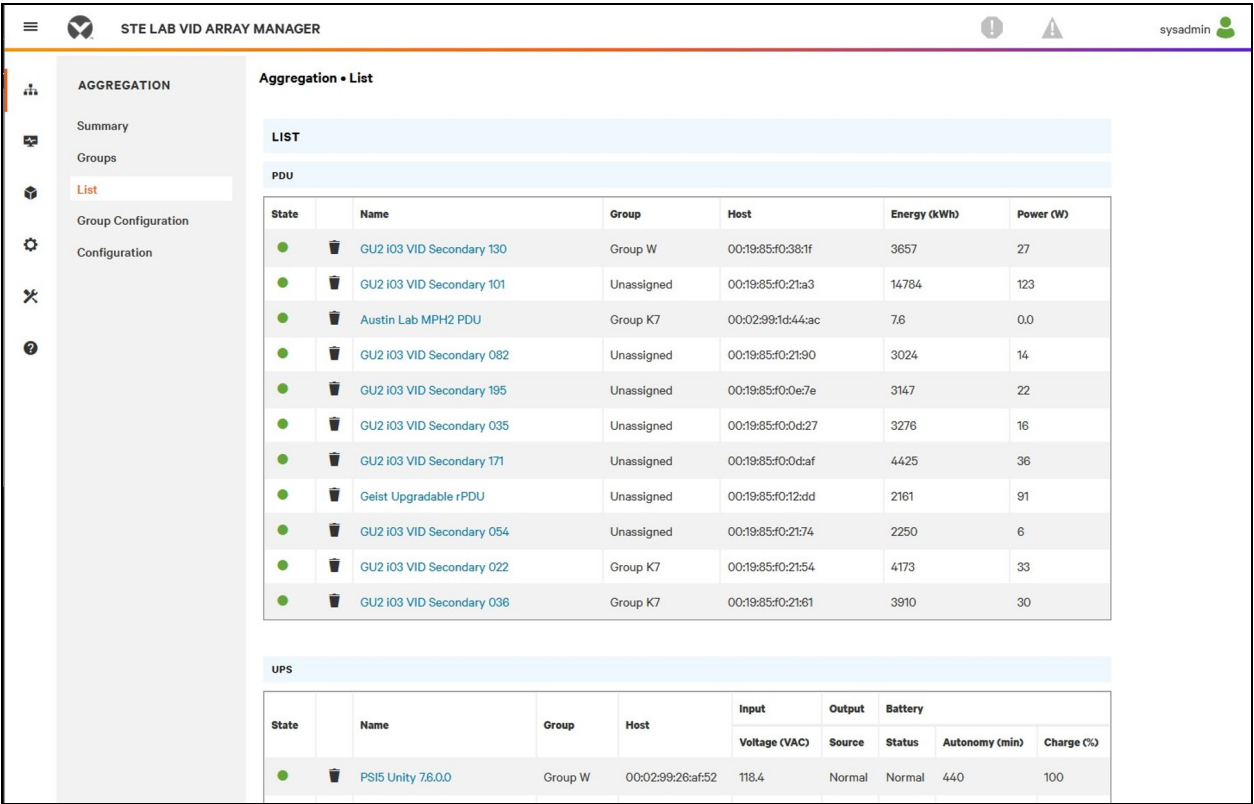 STE LAB VID ARRAY MANAGER
sysadmin
AGGREGATION
Summary
Groups
List
Group Configuration
Configuration
Aggregation • List
LIST
PDU
State Name Group Host Energy (kWh) Power (W)
GU2 i03 VID Secondary 130 Group W 00:19:85:f0:38:1f 3657 27
GU2 i03 VID Secondary 101 Unassigned 00:19:85:f0:21:a3 14784 123
Austin Lab MPH2 PDU Group K7 00:02:99:1d:44:ac 7.6 0.0
GU2 i03 VID Secondary 082 Unassigned 00:19:85:f0:21:90 3024 14
GU2 i03 VID Secondary 195 Unassigned 00:19:85:f0:0e:7e 3147 22
GU2 i03 VID Secondary 035 Unassigned 00:19:85:f0:0d:27 3276 16
GU2 i03 VID Secondary 171 Unassigned 00:19:85:f0:0d:af 4425 36
Geist Upgradable rPDU Unassigned 00:19:85:f0:12:dd 2161 91
GU2 i03 VID Secondary 054 Unassigned 00:19:85:f0:21:74 2250 6
GU2 i03 VID Secondary 022 Group K7 00:19:85:f0:21:54 4173 33
GU2 i03 VID Secondary 036 Group K7 00:19:85:f0:21:61 3910 30
UPS
State Name Group Host Input Output Battery
Voltage (VAC) Source Status Autonomy (min) Charge (%)
PSI5 Unity 7.6.0.0 Group W 00:02:99:26:af:52 118.4 Normal Normal 440 100